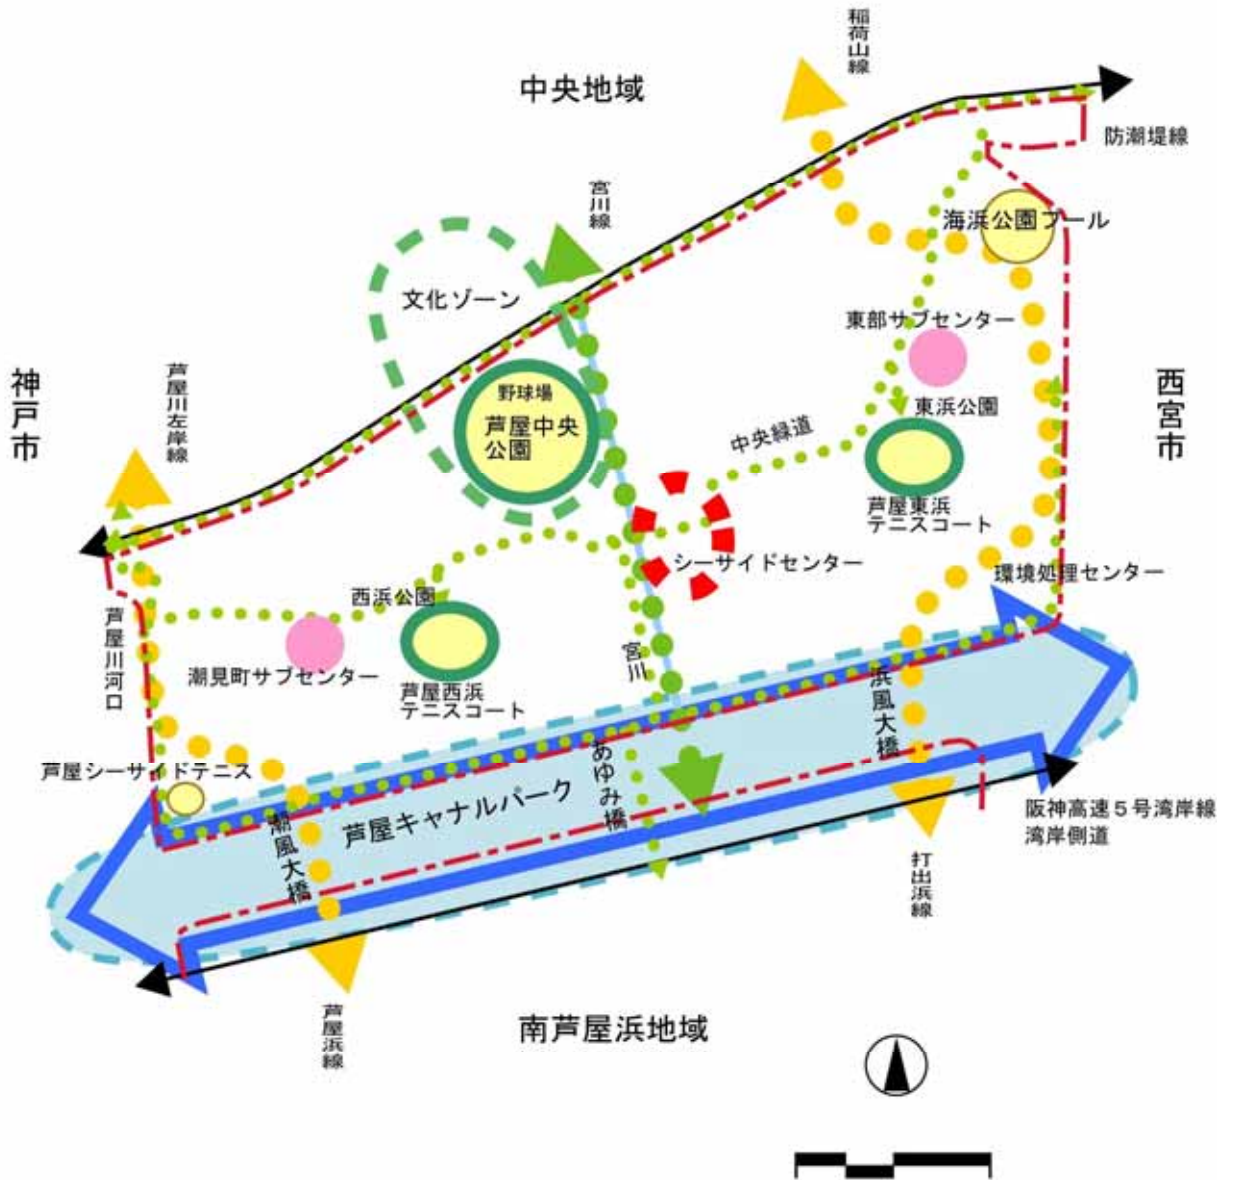 稲荷山線
中央地域
防潮堤線
宮川線
海浜公園プール
文化ゾーン
東部サブセンター
神戸市
芦屋川左岸線
西宮市
野球場
芦屋中央
公園
東浜公園
中央緑道
芦屋東浜
テニスコート
シーサイドセンター
環境処理センター
西浜公園
芦屋川河口
宮川
潮見町サブセンター
芦屋西浜
テニスコート
浜風大橋
芦屋シーサイドテニス
あゆみ橋
芦屋キャナルパーク
潮風大橋
阪神高速5号湾岸線
湾岸側道
打出浜線
芦屋浜線
南芦屋浜地域